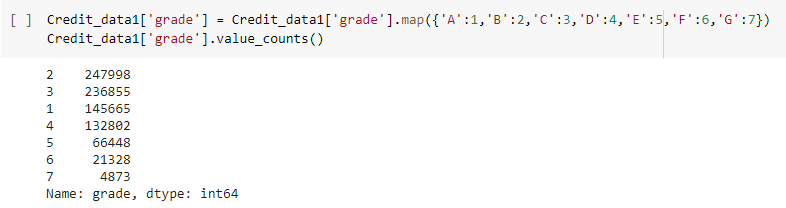 [ ] Credit_data1['grade'] = Credit_data1['grade'].map({'A':1,'B':2,'C':3,'D':4,'E':5,'F':6,'G':7})
Credit_data1['grade'].value_counts()
2    247998
3    236855
1    145665
4    132802
5     66448
6     21328
7      4873
Name: grade, dtype: int64